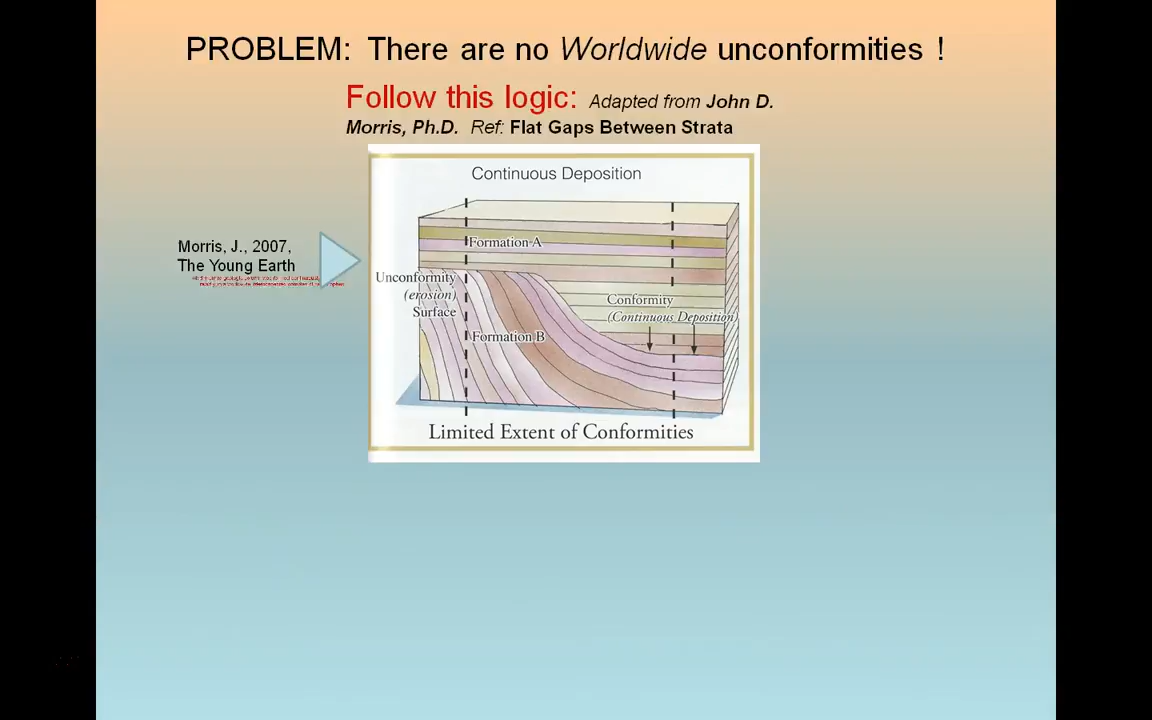 PROBLEM: There are no Worldwide unconformities !
Follow this logic: Adapted from John D.
Morris, Ph.D. Ref: Flat Gaps Between Strata
Continuous Deposition
Formation A
Morris, J., 2007,
The Young Earth
Unconformity
(erosion)
Surface
Conformity
(Continuous Deposition)
Formation B
Limited Extent of Conformities